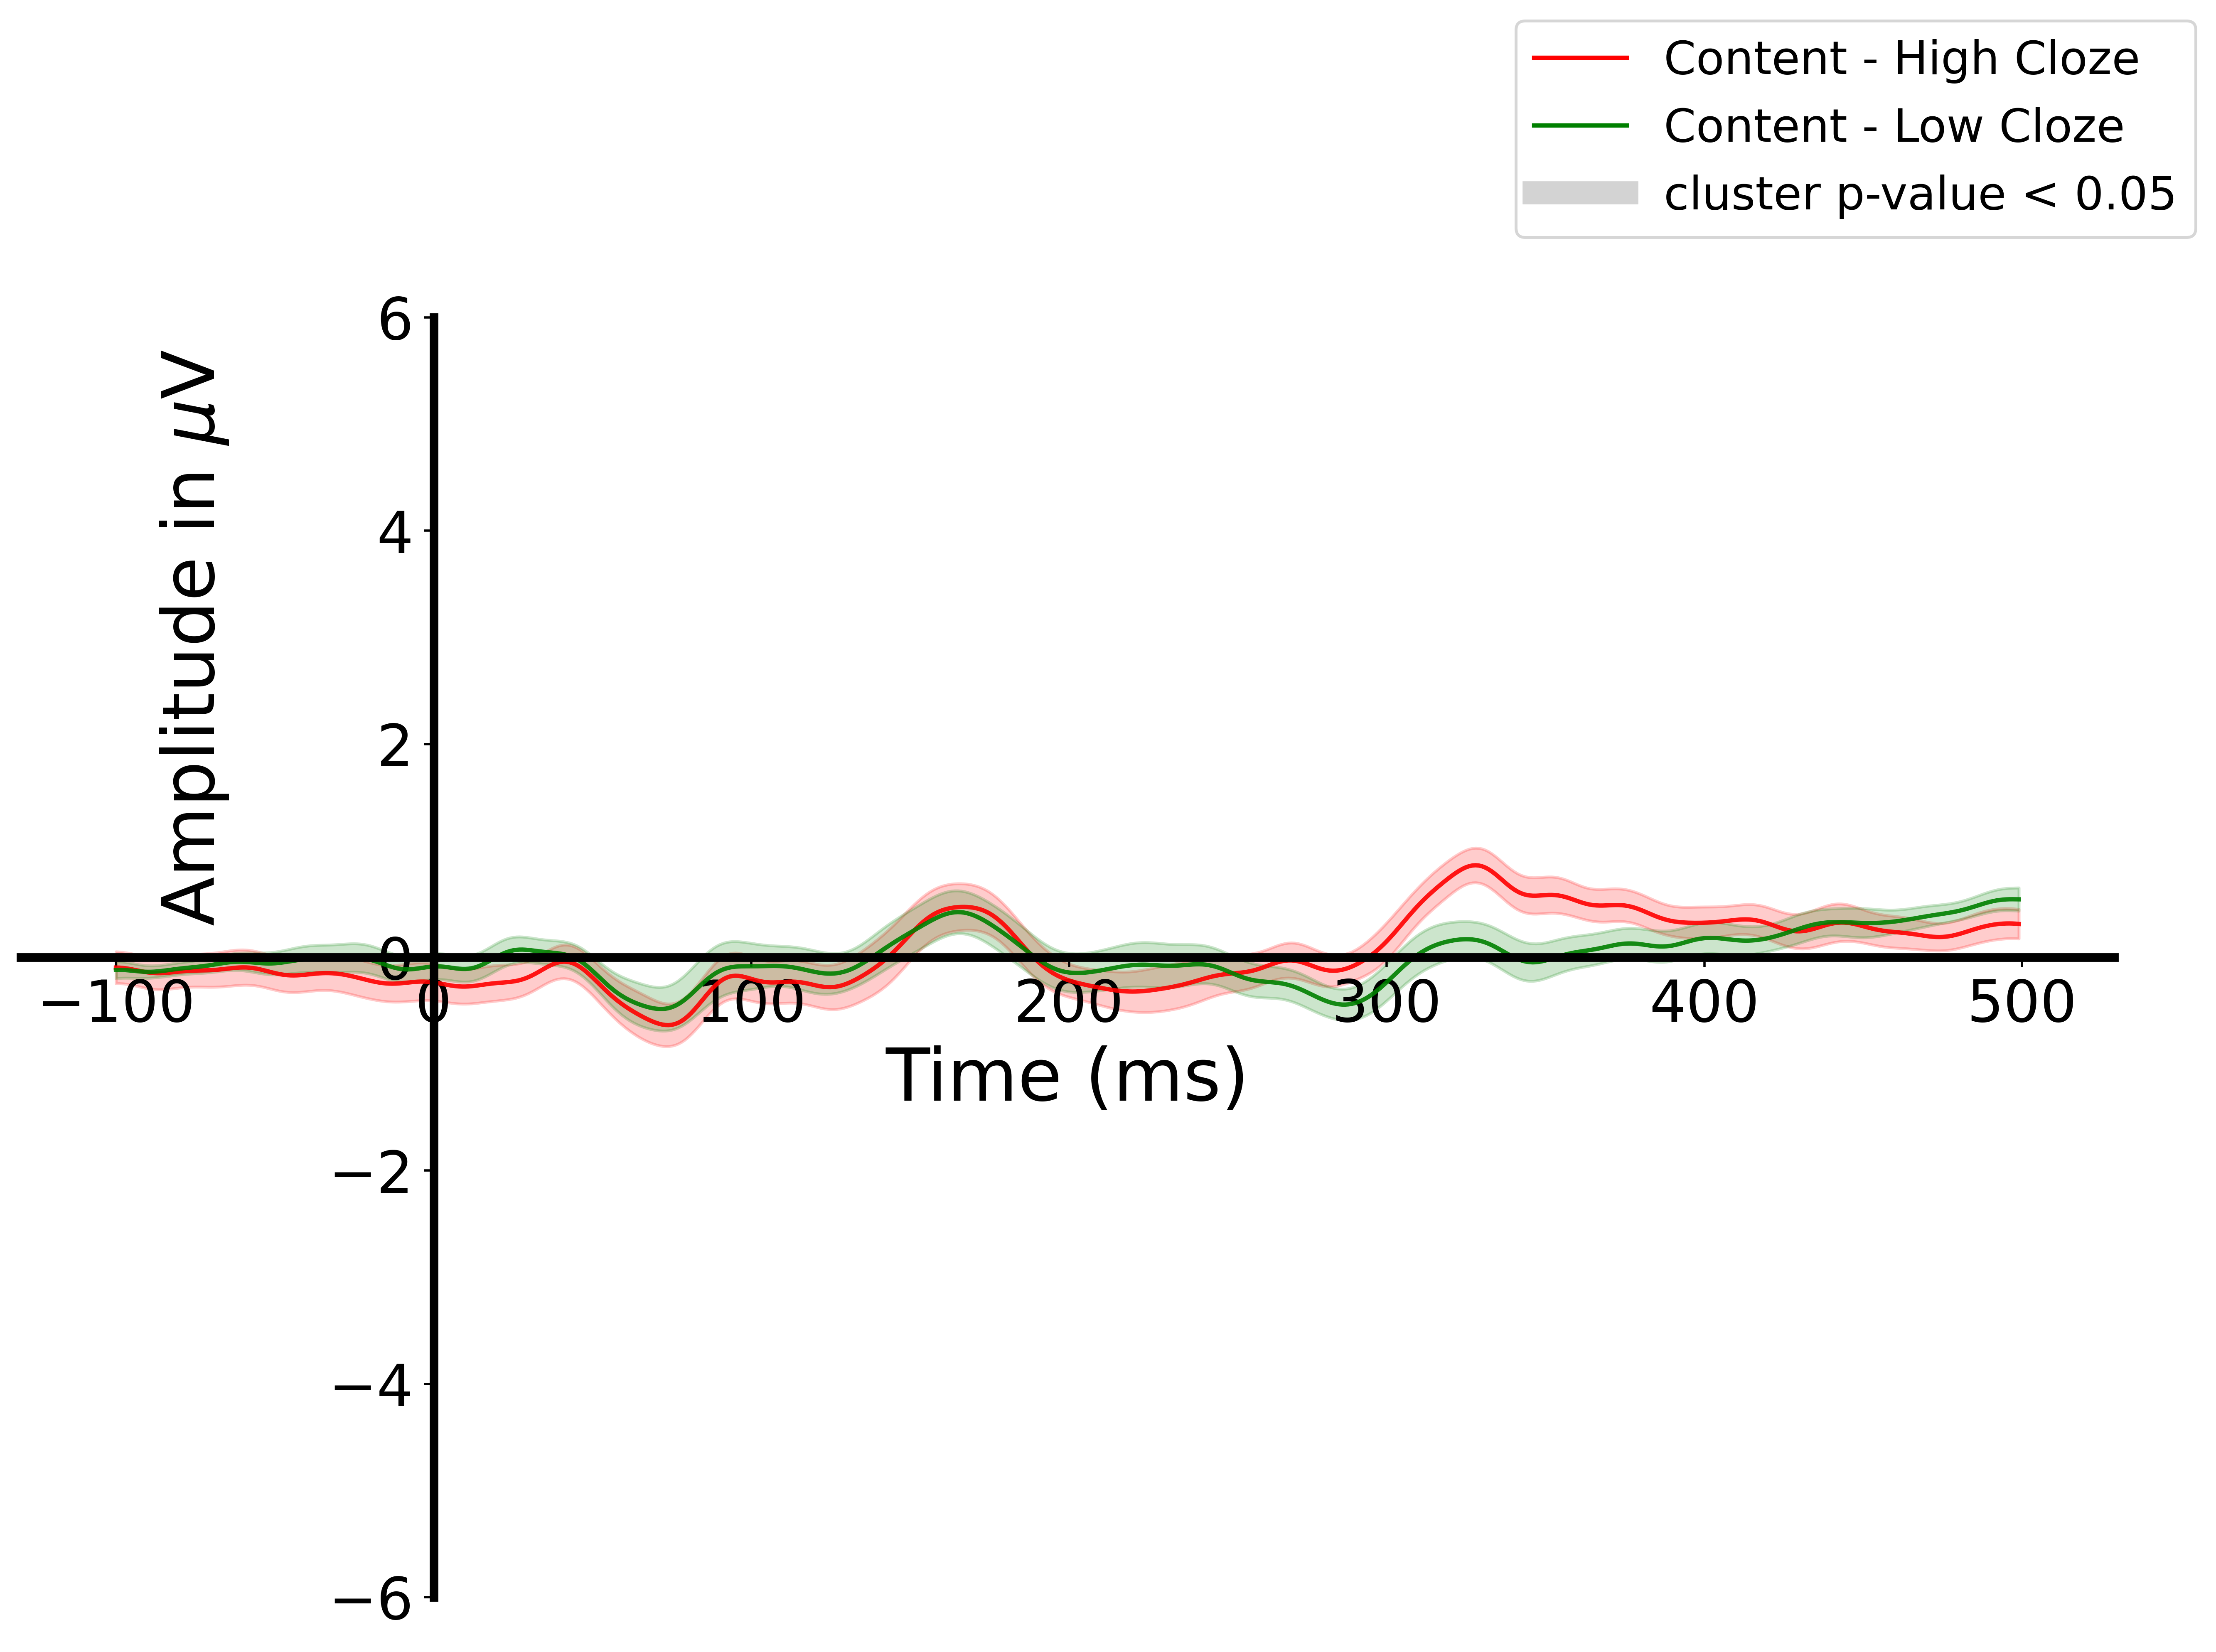 Content - High Cloze
Content - Low Cloze
cluster p-value < 0.05
Amplitude in μV
6
4
2
0
−2
−4
−6
−100 0 100 200 300 400 500
Time (ms)